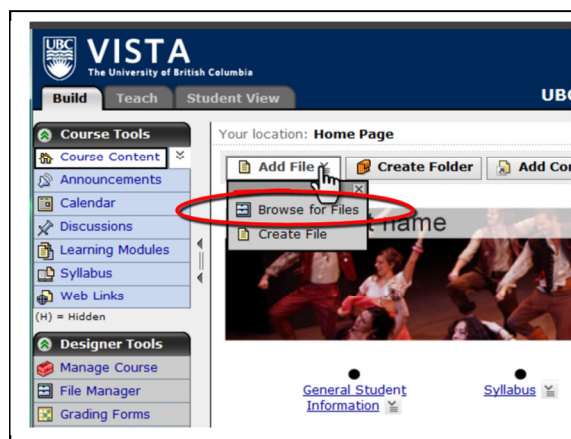 UBC
VISTA
The University of British Columbia
Build Teach Student View
UBC
Course Tools
Course Content
Announcements
Calendar
Discussions
Learning Modules
Syllabus
Web Links
(H) = Hidden
Designer Tools
Manage Course
File Manager
Grading Forms
Your location: Home Page
Add File Create Folder Add Con
Browse for Files
Create File
name
General Student
Information
Syllabus